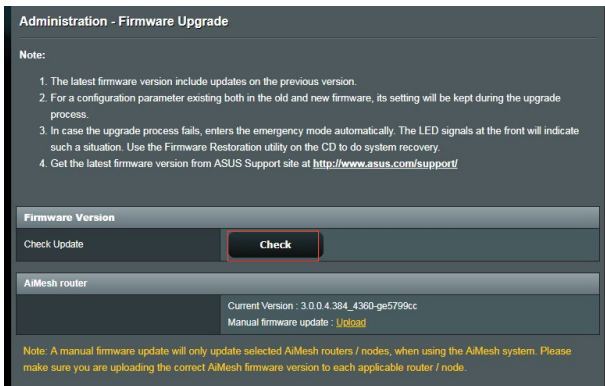 Administration - Firmware Upgrade
Note:
1. The latest firmware version include updates on the previous version.
2. For a configuration parameter existing both in the old and new firmware, its setting will be kept during the upgrade
process.
3. In case the upgrade process fails, enters the emergency mode automatically. The LED signals at the front will indicate
such a situation. Use the Firmware Restoration utility on the CD to do system recovery.
4. Get the latest firmware version from ASUS Support site at http://www.asus.com/support/
Firmware Version
Check Update Check
AiMesh router
Current Version : 3.0.0.4.384_4360-ge5799cc
Manual firmware update : Upload
Note: A manual firmware update will only update selected AiMesh routers / nodes, when using the AiMesh system. Please
make sure you are uploading the correct AiMesh firmware version to each applicable router / node.